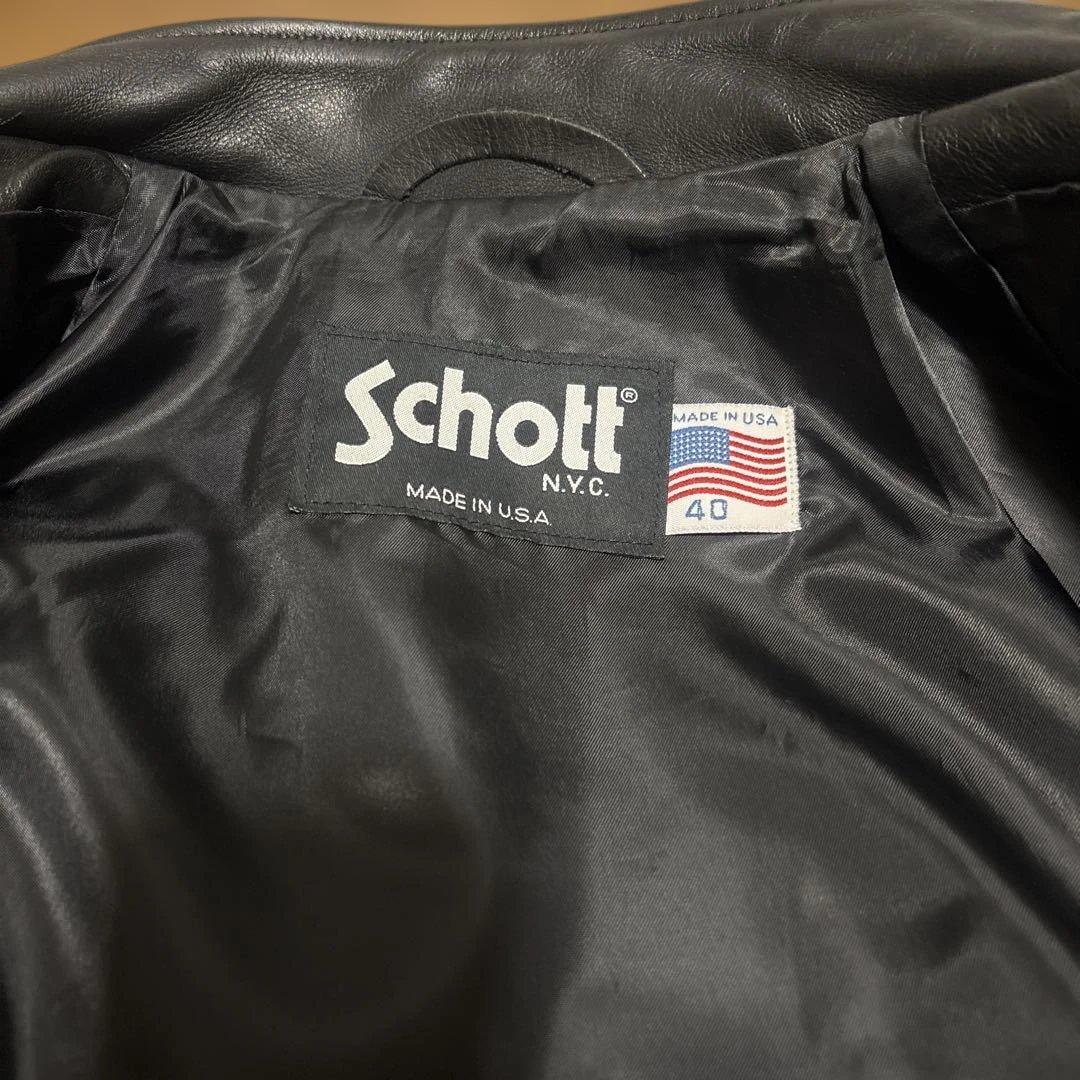 Schott®
N.Y.C.
MADE IN U.S.A.
MADE IN USA
40